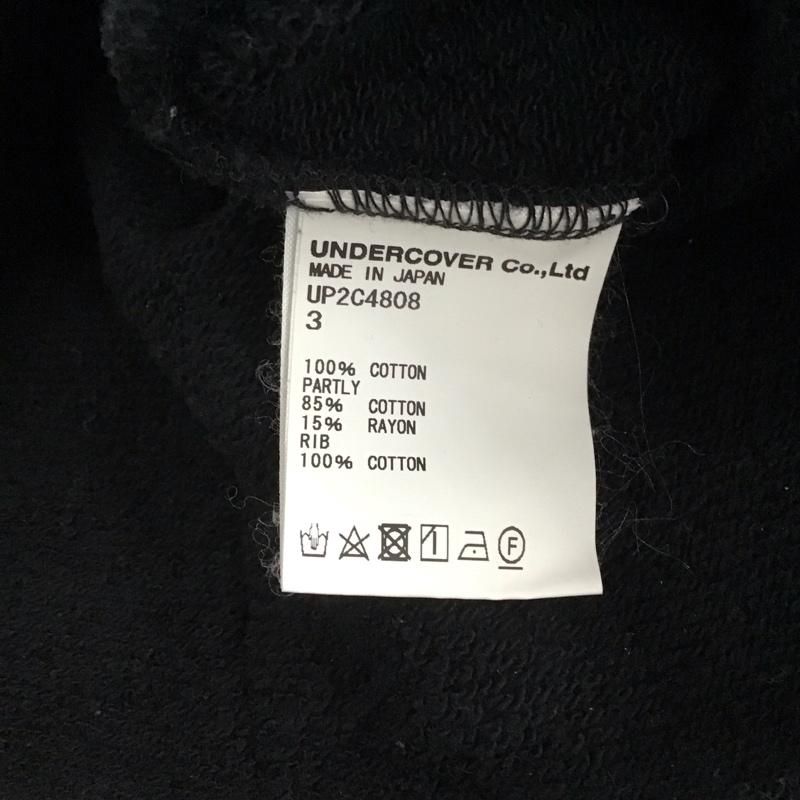 UNDERCOVER Co.,Ltd
MADE IN JAPAN
UP2C4808
3
100% COTTON
PARTLY
85% COTTON
15% RAYON
RIB
100% COTTON
F